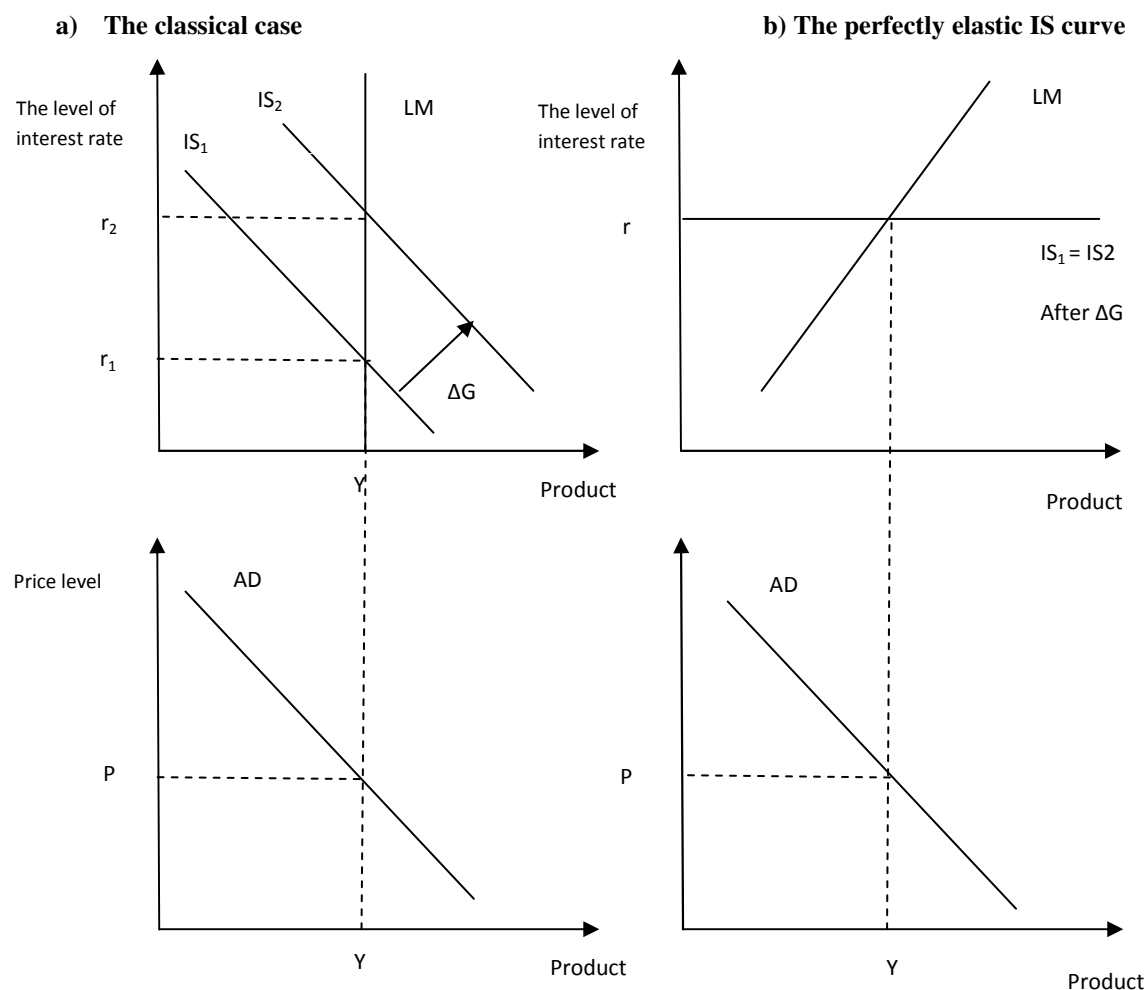 a) The classical case
b) The perfectly elastic IS curve
The level of
interest rate
IS₂
LM
IS₁
r₂
r₁
ΔG
Y
Product
The level of
interest rate
LM
r
IS₁ = IS2
After ΔG
Product
Price level
AD
P
Y
Product
AD
P
Y
Product